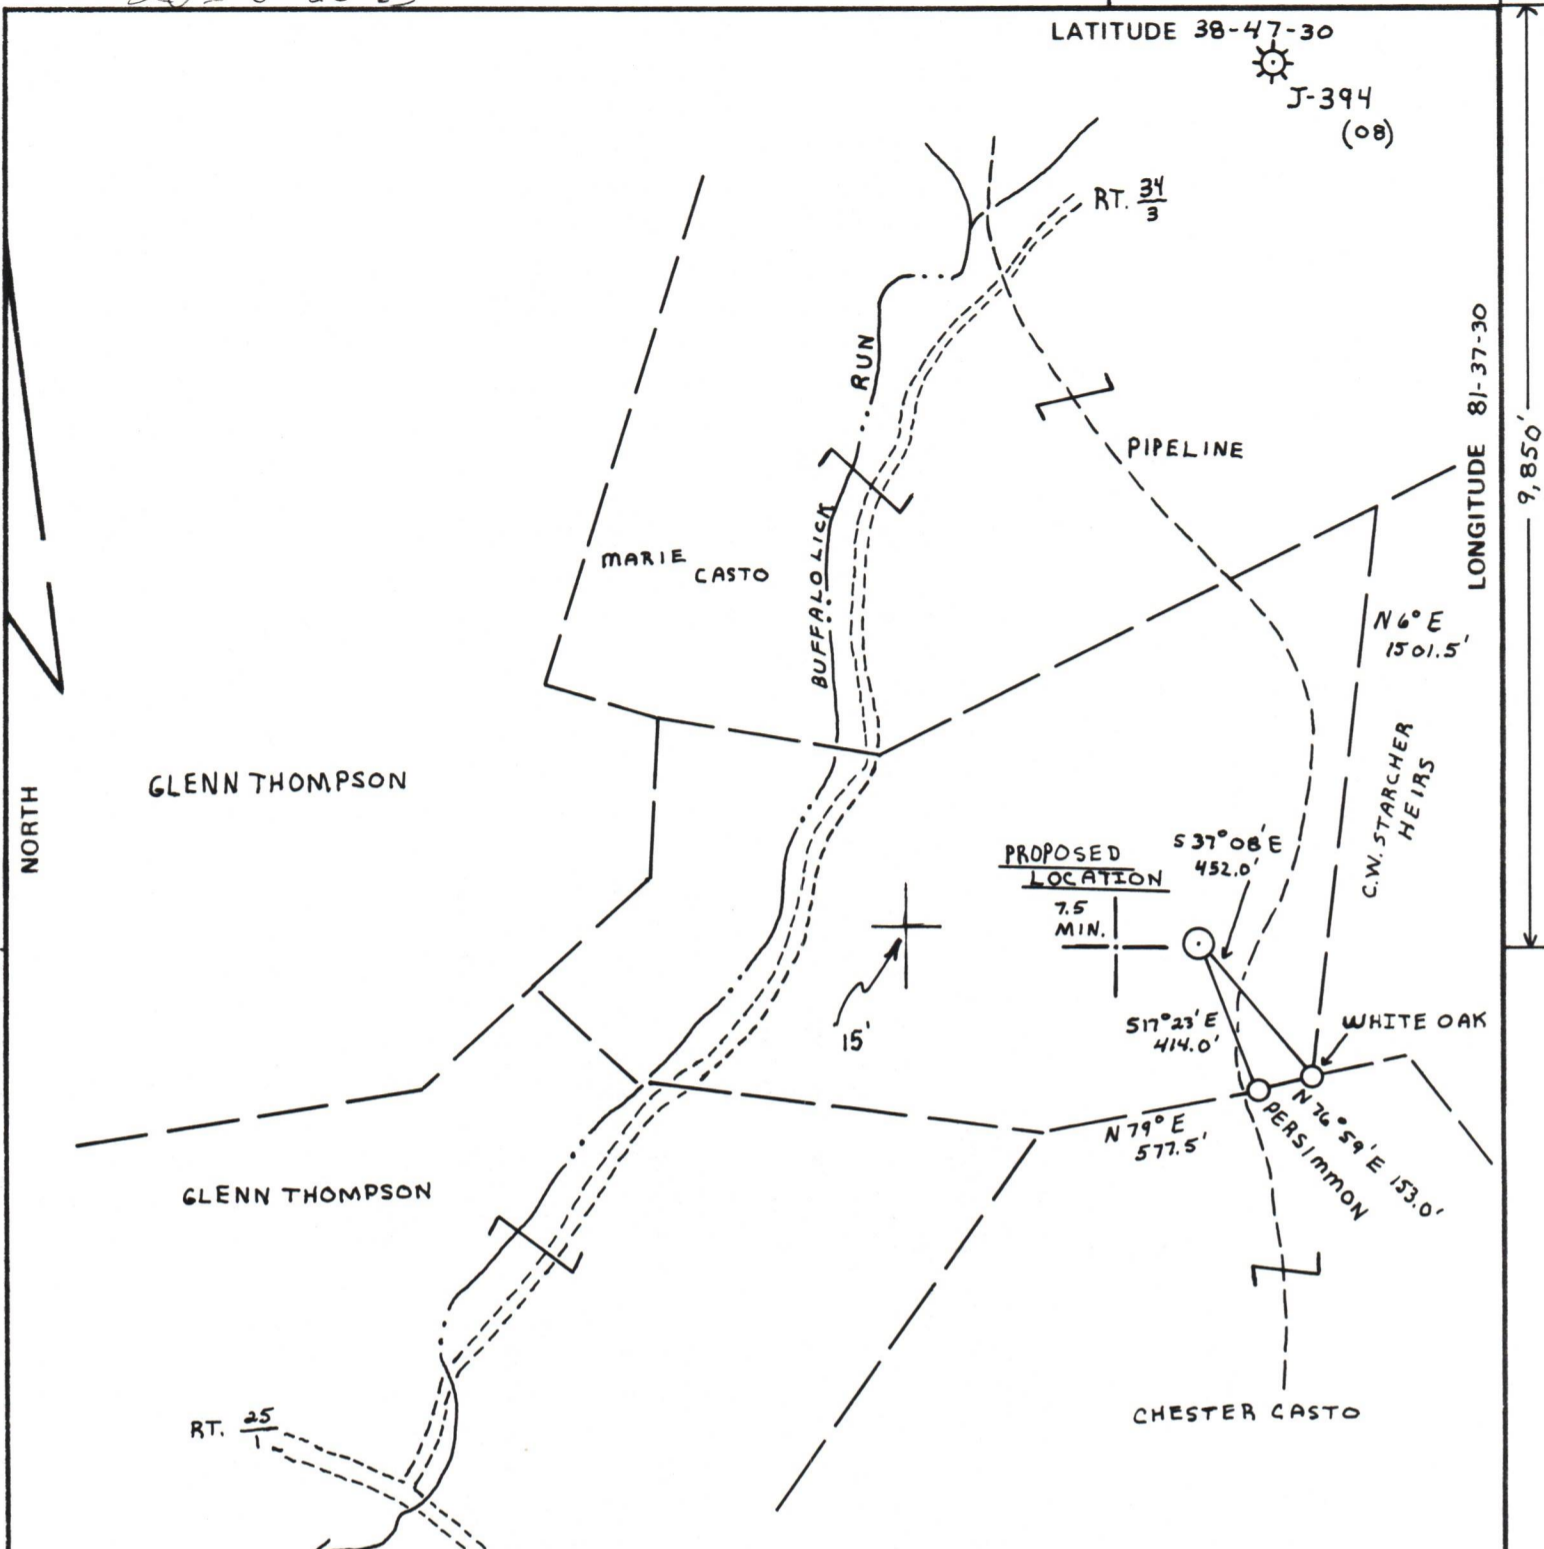 LATITUDE 38-47-30
J-394
(08)
RT. 34
3
RUN
PIPELINE
LONGITUDE 81-37-30
9,850'
BUFFALO LICK
MARIE
CASTO
N 6° E
1501.5'
C.W. STARCHER
HEIRS
GLENN THOMPSON
NORTH
PROPOSED
LOCATION
S 37° 08' E
452.0'
7.5
MIN.
15'
S17° 23' E
414.0'
WHITE OAK
N 79° E
577.5'
N 76° 59' E 153.0'
PERSIMMON
GLENN THOMPSON
CHESTER CASTO
RT. 25
1